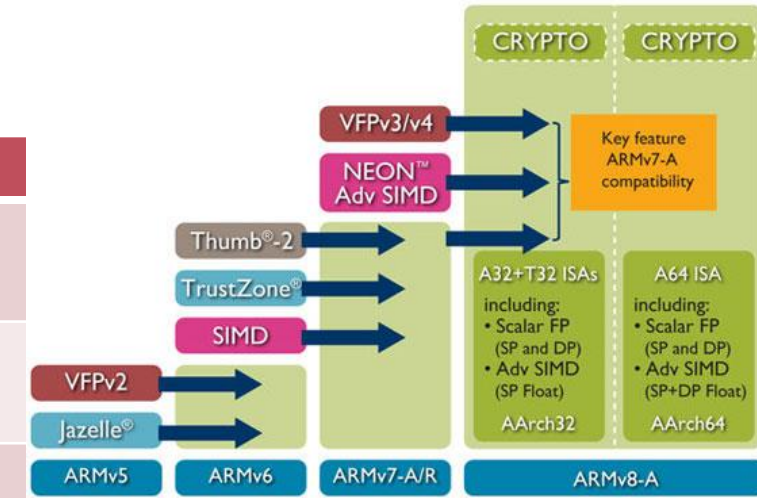 CRYPTO
CRYPTO
VFPv3/v4
Key feature
ARMv7-A
compatibility
NEON™
Adv SIMD
Thumb®-2
TrustZone®
SIMD
A32+T32 ISAs
including:
• Scalar FP
(SP and DP)
• Adv SIMD
(SP Float)
AArch32
A64 ISA
including:
• Scalar FP
(SP and DP)
• Adv SIMD
(SP+DP Float)
AArch64
VFPv2
Jazelle®
ARMv5
ARMv6
ARMv7-A/R
ARMv8-A